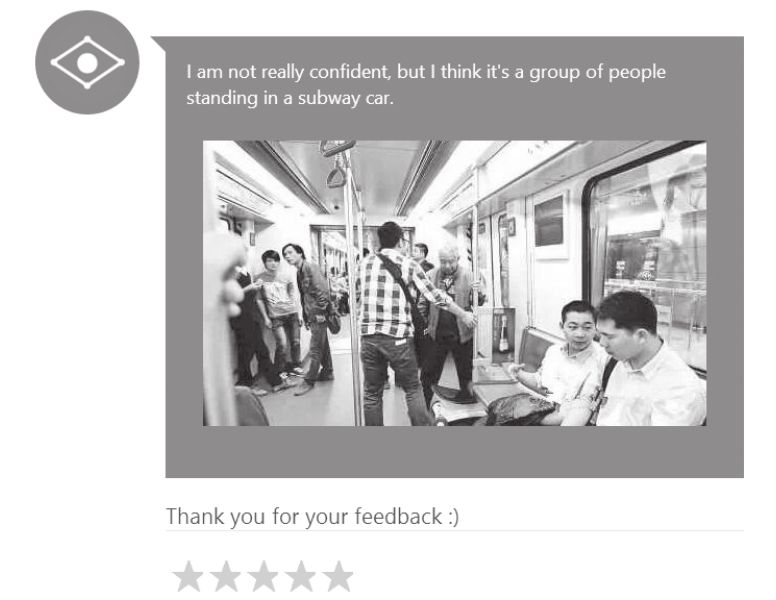 I am not really confident, but I think it's a group of people
standing in a subway car.
Thank you for your feedback :)